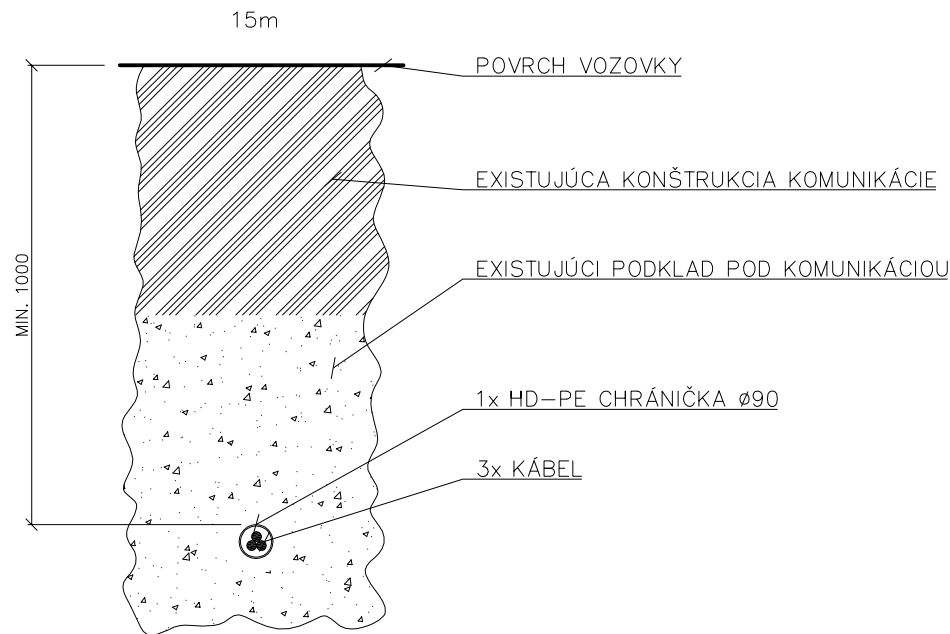 15m
POVRCH VOZOVKY
EXISTUJÚCA KONŠTRUKCIA KOMUNIKÁCIE
EXISTUJÚCI PODKLAD POD KOMUNIKÁCIOU
MIN. 1000
1x HD-PE CHRÁNIČKA ø90
3x KÁBEL